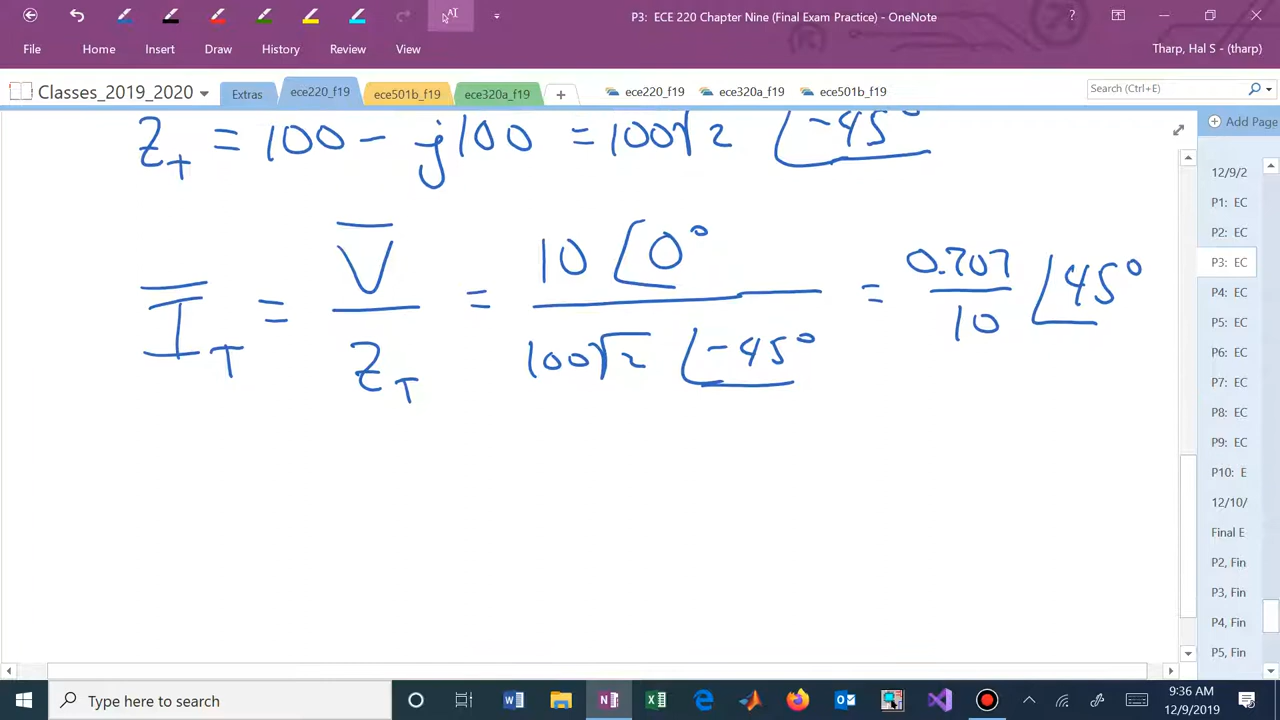 P3: ECE 220 Chapter Nine (Final Exam Practice) - OneNote
?
File Home Insert Draw History Review View
Tharp, Hal S - (tharp)
Classes_2019_2020 Extras ece220_f19 ece501b_f19 ece320a_f19 + ece220_f19 ece320a_f19 ece501b_f19
Search (Ctrl+E)
Add Page
12/9/2
P1: EC
P2: EC
P3: EC
P4: EC
P5: EC
P6: EC
P7: EC
P8: EC
P9: EC
P10: E
12/10/
Final E
P2, Fin
P3, Fin
P4, Fin
P5, Fin
Z_T = 100 - j100 = 100√2 ∠-45°
I̅_T = V̅ / Z_T = 10 ∠0° / 100√2 ∠-45° = 0.707 / 10 ∠45°
Type here to search
9:36 AM
12/9/2019